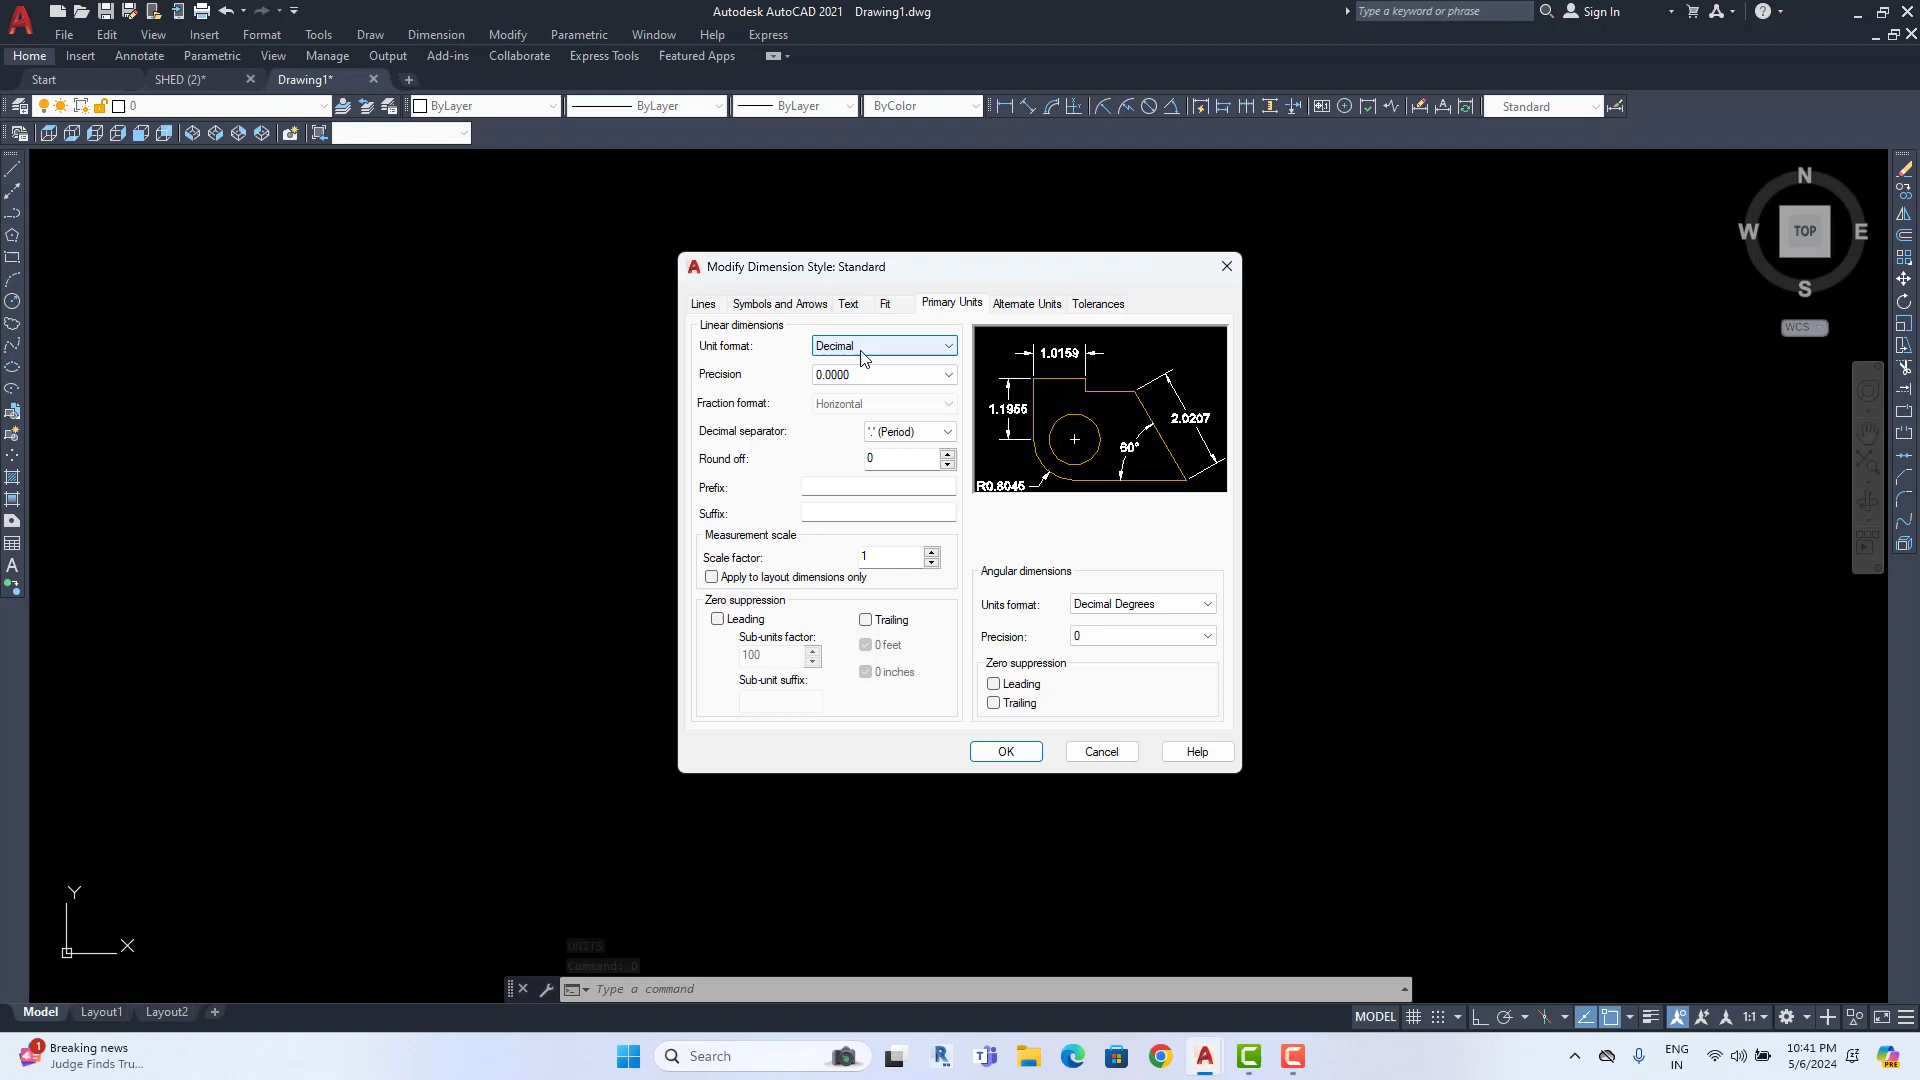 Autodesk AutoCAD 2021 Drawing1.dwg
Type a keyword or phrase
Sign In
File Edit View Insert Format Tools Draw Dimension Modify Parametric Window Help Express
Home Insert Annotate Parametric View Manage Output Add-ins Collaborate Express Tools Featured Apps
Start SHED (2)* Drawing1*
0 ByLayer ByLayer ByLayer ByColor Standard
N
W TOP E
S
WCS
Modify Dimension Style: Standard
Lines Symbols and Arrows Text Fit Primary Units Alternate Units Tolerances
Linear dimensions
Unit format: Decimal
Precision 0.0000
Fraction format: Horizontal
Decimal separator: '.' (Period)
Round off: 0
Prefix:
Suffix:
Measurement scale
Scale factor: 1
Apply to layout dimensions only
Zero suppression
Leading
Trailing
Sub-units factor:
100
0 feet
0 inches
Sub-unit suffix:
1.0159
1.1955
2.0207
60°
R0.8045
Angular dimensions
Units format: Decimal Degrees
Precision: 0
Zero suppression
Leading
Trailing
OK Cancel Help
Y
X
UNITS
Command: D
Type a command
Model Layout1 Layout2
MODEL 1:1
1 Breaking news
Judge Finds Tru...
Search
ENG
IN
10:41 PM
5/6/2024
PRE